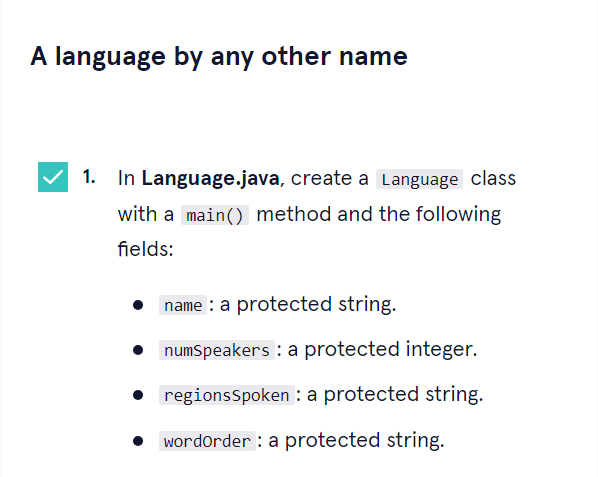 A language by any other name
1. In Language.java, create a Language class
with a main() method and the following
fields:
name: a protected string.
numSpeakers: a protected integer.
regionsSpoken: a protected string.
wordOrder: a protected string.